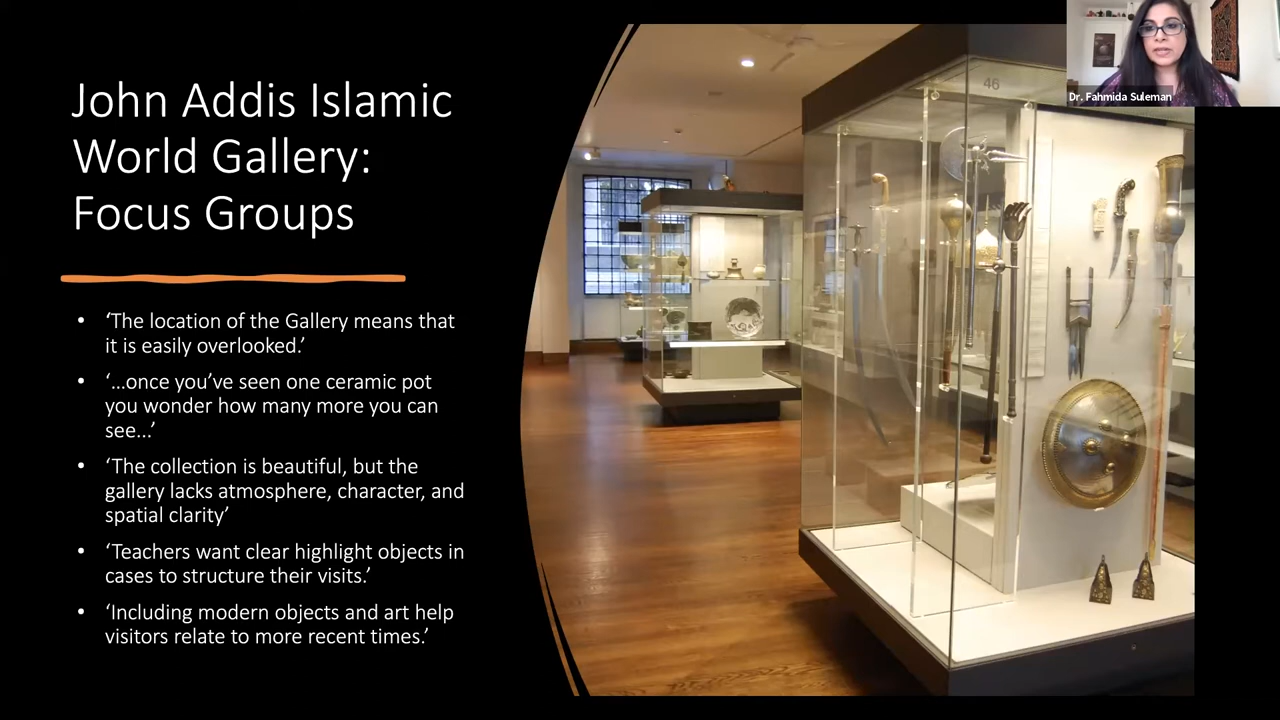 John Addis Islamic
World Gallery:
Focus Groups
• ‘The location of the Gallery means that
it is easily overlooked.’
• ‘…once you’ve seen one ceramic pot
you wonder how many more you can
see…’
• ‘The collection is beautiful, but the
gallery lacks atmosphere, character, and
spatial clarity’
• ‘Teachers want clear highlight objects in
cases to structure their visits.’
• ‘Including modern objects and art help
visitors relate to more recent times.’
46
Dr. Fahmida Suleman